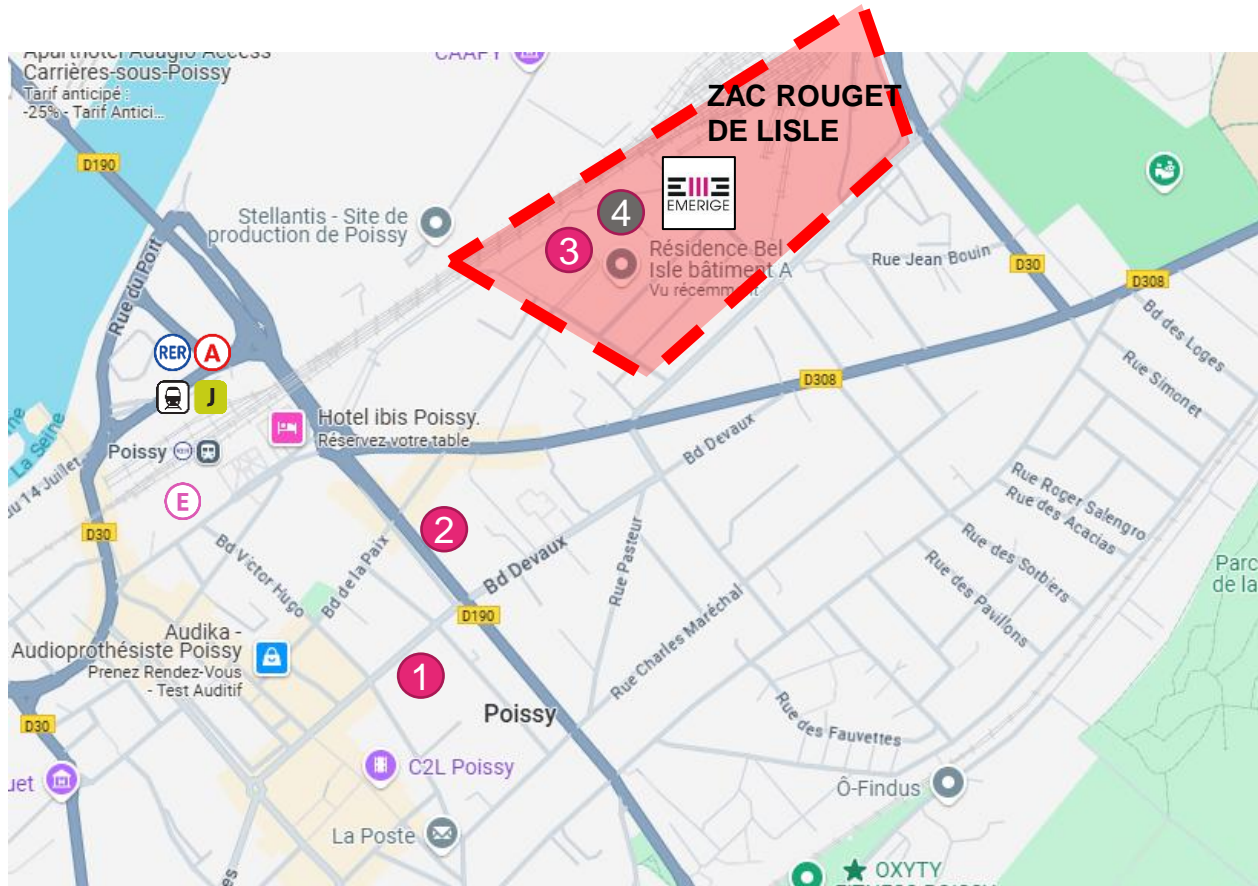 Aparthotel Adagio Access
Carrières-sous-Poissy
Tarif anticipé :
-25% - Tarif Antici...
CAAPY
ZAC ROUGET
DE LISLE
EMERIGE
D190
Stellantis - Site de
production de Poissy
4
3
Résidence Bel
Isle bâtiment A
Vu récemment
Rue Jean Bouin
D30
D308
Rue du Port
Bd des Loges
Rue Simonet
RER A
J
D308
Hotel ibis Poissy.
Réservez votre table
Poissy
La Seine
au 14 Juillet
E
Bd Devaux
D30
2
Bd Victor Hugo
Bd de la Paix
Bd Devaux
Rue Pasteur
Rue Roger Salengro
Rue des Acacias
Rue des Sorbiers
Rue des Pavillons
Parc
de la
D190
Audika -
Audioprothésiste Poissy
Prenez Rendez-Vous
- Test Auditif
1
Rue Charles Maréchal
Poissy
D30
Rue des Fauvettes
C2L Poissy
Ô-Findus
La Poste
OXYTY
FITNESS POISSY